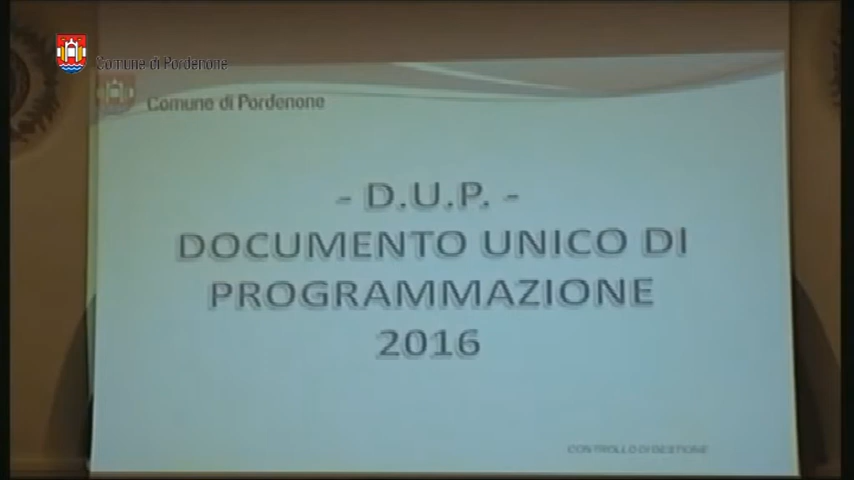 Comune di Pordenone
Comune di Pordenone
- D.U.P. -
DOCUMENTO UNICO DI
PROGRAMMAZIONE
2016
CONTROLLO DI GESTIONE